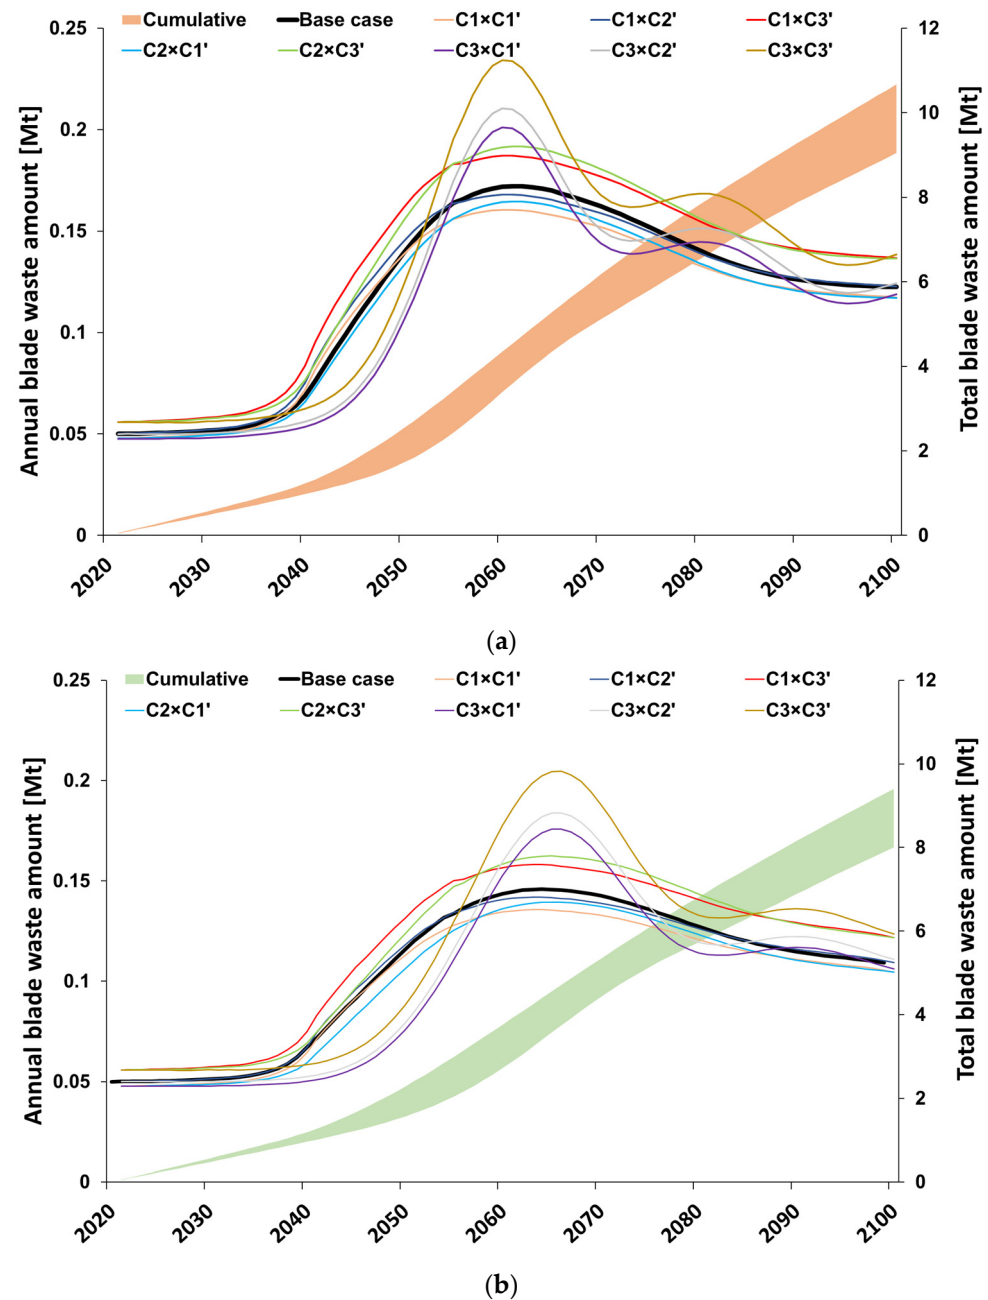 Cumulative Base case C1×C1' C1×C2' C1×C3'
C2×C1' C2×C3' C3×C1' C3×C2' C3×C3'
Annual blade waste amount [Mt]
0.25
0.2
0.15
0.1
0.05
0
Total blade waste amount [Mt]
12
10
8
6
4
2
0
2020 2030 2040 2050 2060 2070 2080 2090 2100
(a)
Cumulative Base case C1×C1' C1×C2' C1×C3'
C2×C1' C2×C3' C3×C1' C3×C2' C3×C3'
Annual blade waste amount [Mt]
0.25
0.2
0.15
0.1
0.05
0
Total blade waste amount [Mt]
12
10
8
6
4
2
0
2020 2030 2040 2050 2060 2070 2080 2090 2100
(b)